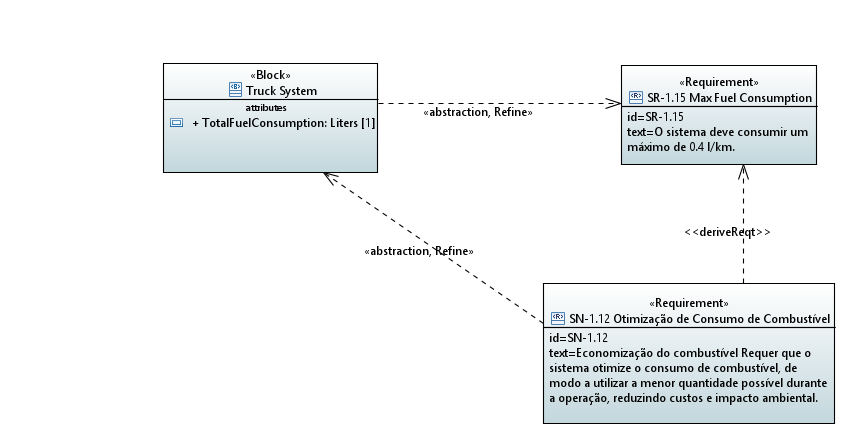 «Block»
Truck System
attributes
+ TotalFuelConsumption: Liters [1]
«abstraction, Refine»
«Requirement»
SR-1.15 Max Fuel Consumption
id=SR-1.15
text=O sistema deve consumir um
máximo de 0.4 l/km.
<<deriveReqt>>
«abstraction, Refine»
«Requirement»
SN-1.12 Otimização de Consumo de Combustível
id=SN-1.12
text=Economização do combustível Requer que o
sistema otimize o consumo de combustível, de
modo a utilizar a menor quantidade possível durante
a operação, reduzindo custos e impacto ambiental.